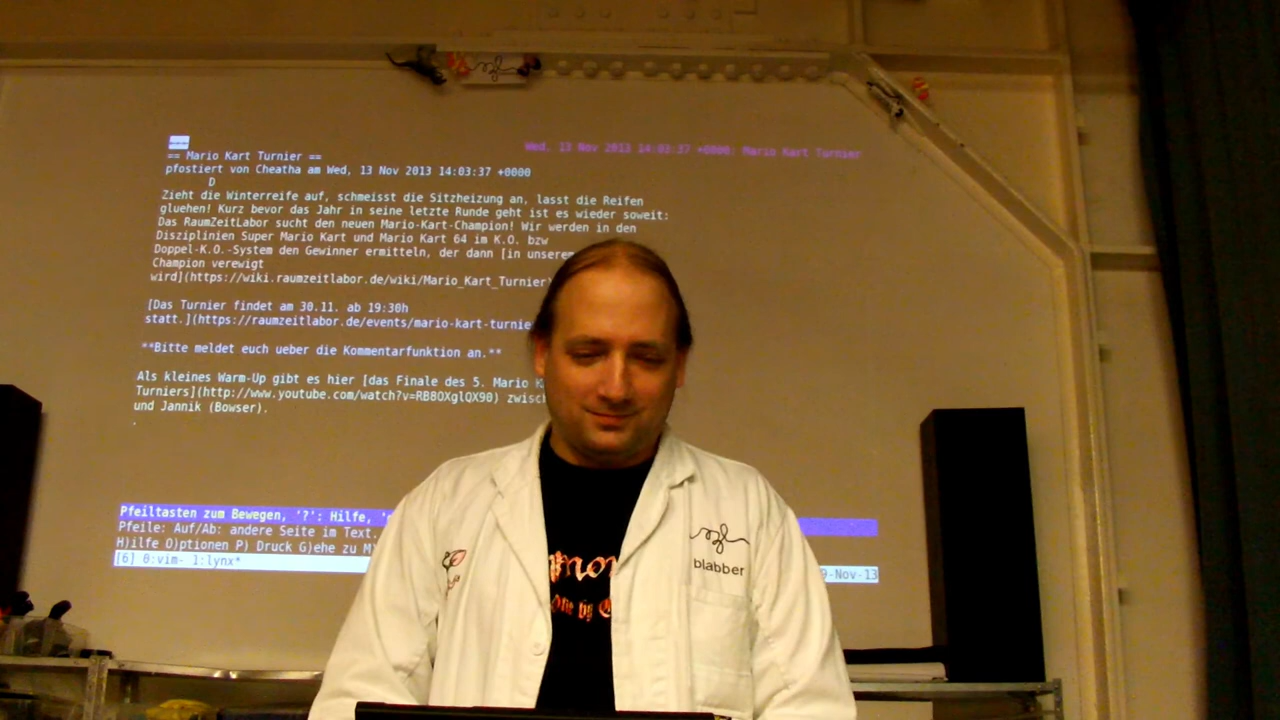 Wed, 13 Nov 2013 14:03:37 +0000: Mario Kart Turnier
== Mario Kart Turnier ==
pfostiert von Cheatha am Wed, 13 Nov 2013 14:03:37 +0000
D
Zieht die Winterreife auf, schmeisst die Sitzheizung an, lasst die Reifen
gluehen! Kurz bevor das Jahr in seine letzte Runde geht ist es wieder soweit:
Das RaumZeitLabor sucht den neuen Mario-Kart-Champion! Wir werden in den
Disziplinien Super Mario Kart und Mario Kart 64 im K.O. bzw
Doppel-K.O.-System den Gewinner ermitteln, der dann [in unserem
Champion verewigt
wird](https://wiki.raumzeitlabor.de/wiki/Mario_Kart_Turnier)
[Das Turnier findet am 30.11. ab 19:30h
statt.](https://raumzeitlabor.de/events/mario-kart-turnie
**Bitte meldet euch ueber die Kommentarfunktion an.**
Als kleines Warm-Up gibt es hier [das Finale des 5. Mario K
Turniers](http://www.youtube.com/watch?v=RB8OXglQX90) zwisc
und Jannik (Bowser).
.
Pfeiltasten zum Bewegen, '?': Hilfe, '
Pfeile: Auf/Ab: andere Seite im Text.
H)ilfe O)ptionen P) Druck G)ehe zu
[6] 0:vim- 1:lynx* 9-Nov-13
blabber